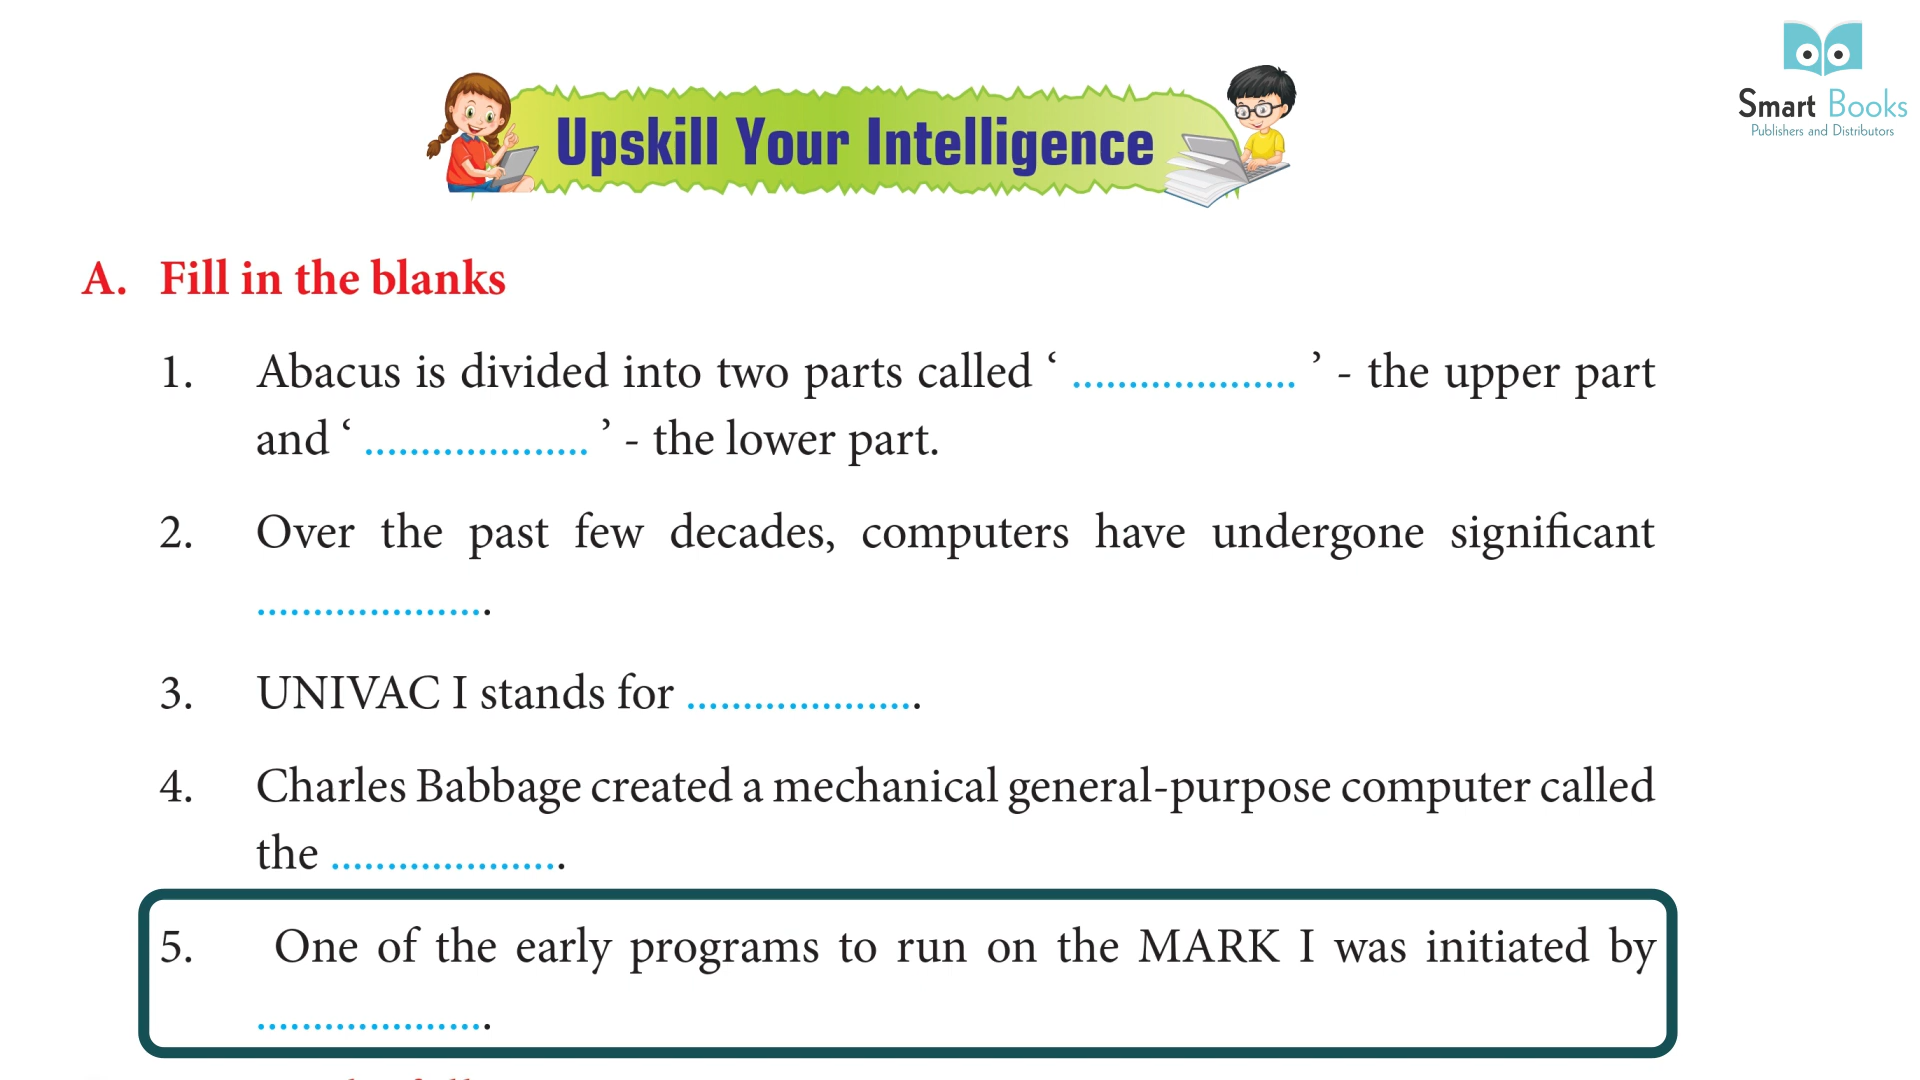 Smart Books
Publishers and Distributors
Upskill Your Intelligence
A. Fill in the blanks
1. Abacus is divided into two parts called ‘ .................... ’ - the upper part
and ‘ .................... ’ - the lower part.
2. Over the past few decades, computers have undergone significant
.....................
3. UNIVAC I stands for .....................
4. Charles Babbage created a mechanical general-purpose computer called
the .....................
5. One of the early programs to run on the MARK I was initiated by
.....................